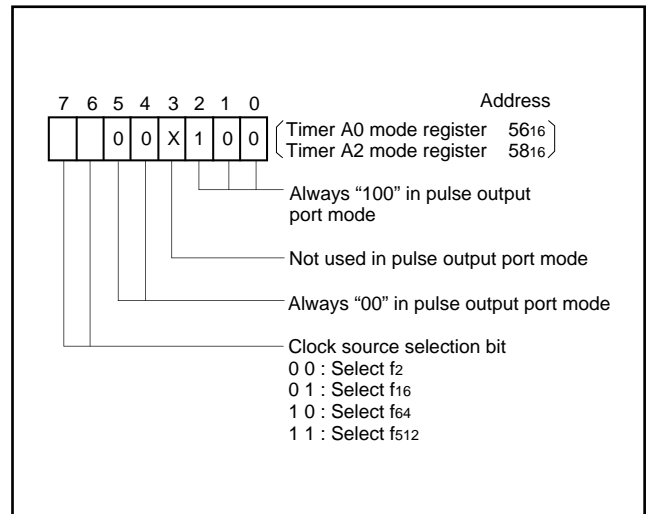 7 6 5 4 3 2 1 0
Address
0 0 X 1 0 0
Timer A0 mode register 5616
Timer A2 mode register 5816
Always “100” in pulse output
port mode
Not used in pulse output port mode
Always “00” in pulse output port mode
Clock source selection bit
0 0 : Select f2
0 1 : Select f16
1 0 : Select f64
1 1 : Select f512